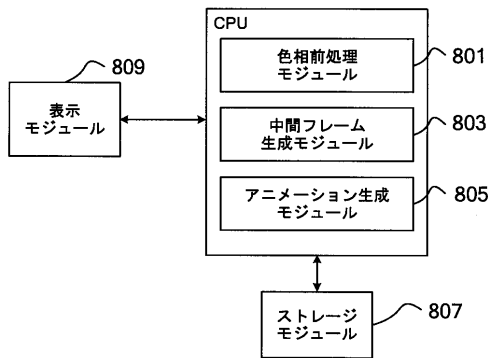 CPU
色相前処理
モジュール
801
809
表示
モジュール
中間フレーム
生成モジュール
803
アニメーション生成
モジュール
805
ストレージ
モジュール
807